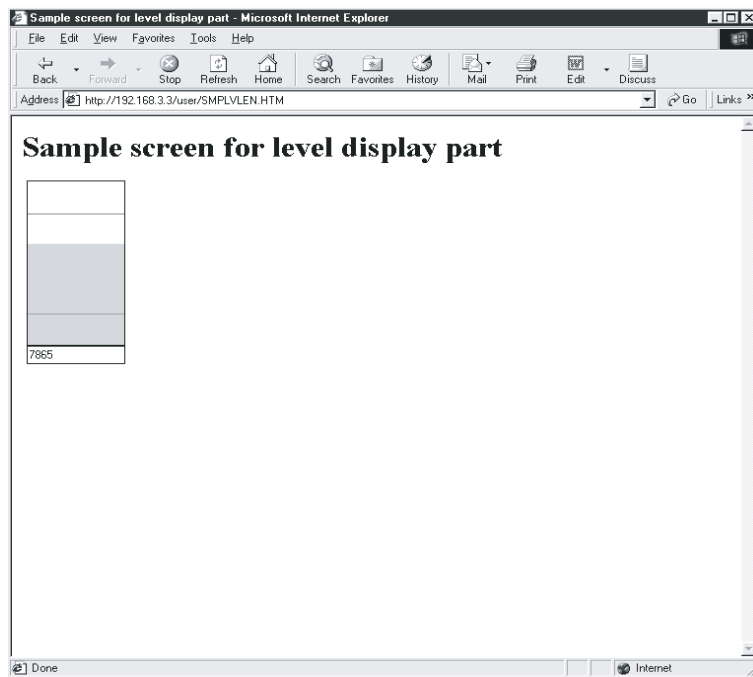 Sample screen for level display part - Microsoft Internet Explorer
File Edit View Favorites Tools Help
Back Forward Stop Refresh Home Search Favorites History Mail Print Edit Discuss
Address http://192.168.3.3/user/SMPLVLEN.HTM Go Links »
Sample screen for level display part
7865
Done Internet